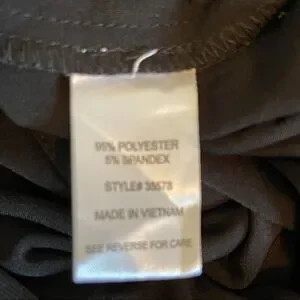 95% POLYESTER
5% SPANDEX
STYLE# 35578
MADE IN VIETNAM
SEE REVERSE FOR CARE